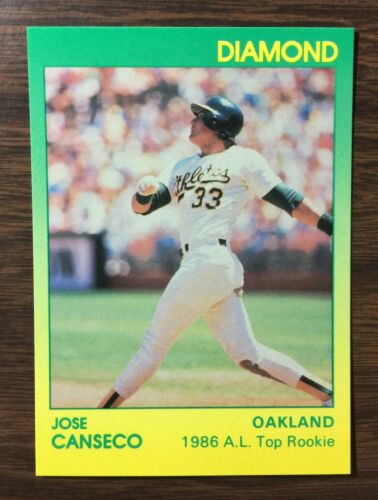 DIAMOND
Athletics
33
JOSE
CANSECO
OAKLAND
1986 A.L. Top Rookie